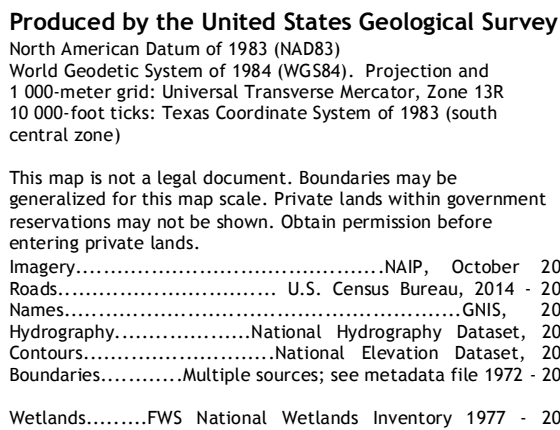 Produced by the United States Geological Survey
North American Datum of 1983 (NAD83)
World Geodetic System of 1984 (WGS84). Projection and
1 000-meter grid: Universal Transverse Mercator, Zone 13R
10 000-foot ticks: Texas Coordinate System of 1983 (south
central zone)
This map is not a legal document. Boundaries may be
generalized for this map scale. Private lands within government
reservations may not be shown. Obtain permission before
entering private lands.
Imagery............................................NAIP, October 20
Roads.............................. U.S. Census Bureau, 2014 - 20
Names.....................................................GNIS, 20
Hydrography...................National Hydrography Dataset, 20
Contours...........................National Elevation Dataset, 20
Boundaries............Multiple sources; see metadata file 1972 - 20
Wetlands.........FWS National Wetlands Inventory 1977 - 20